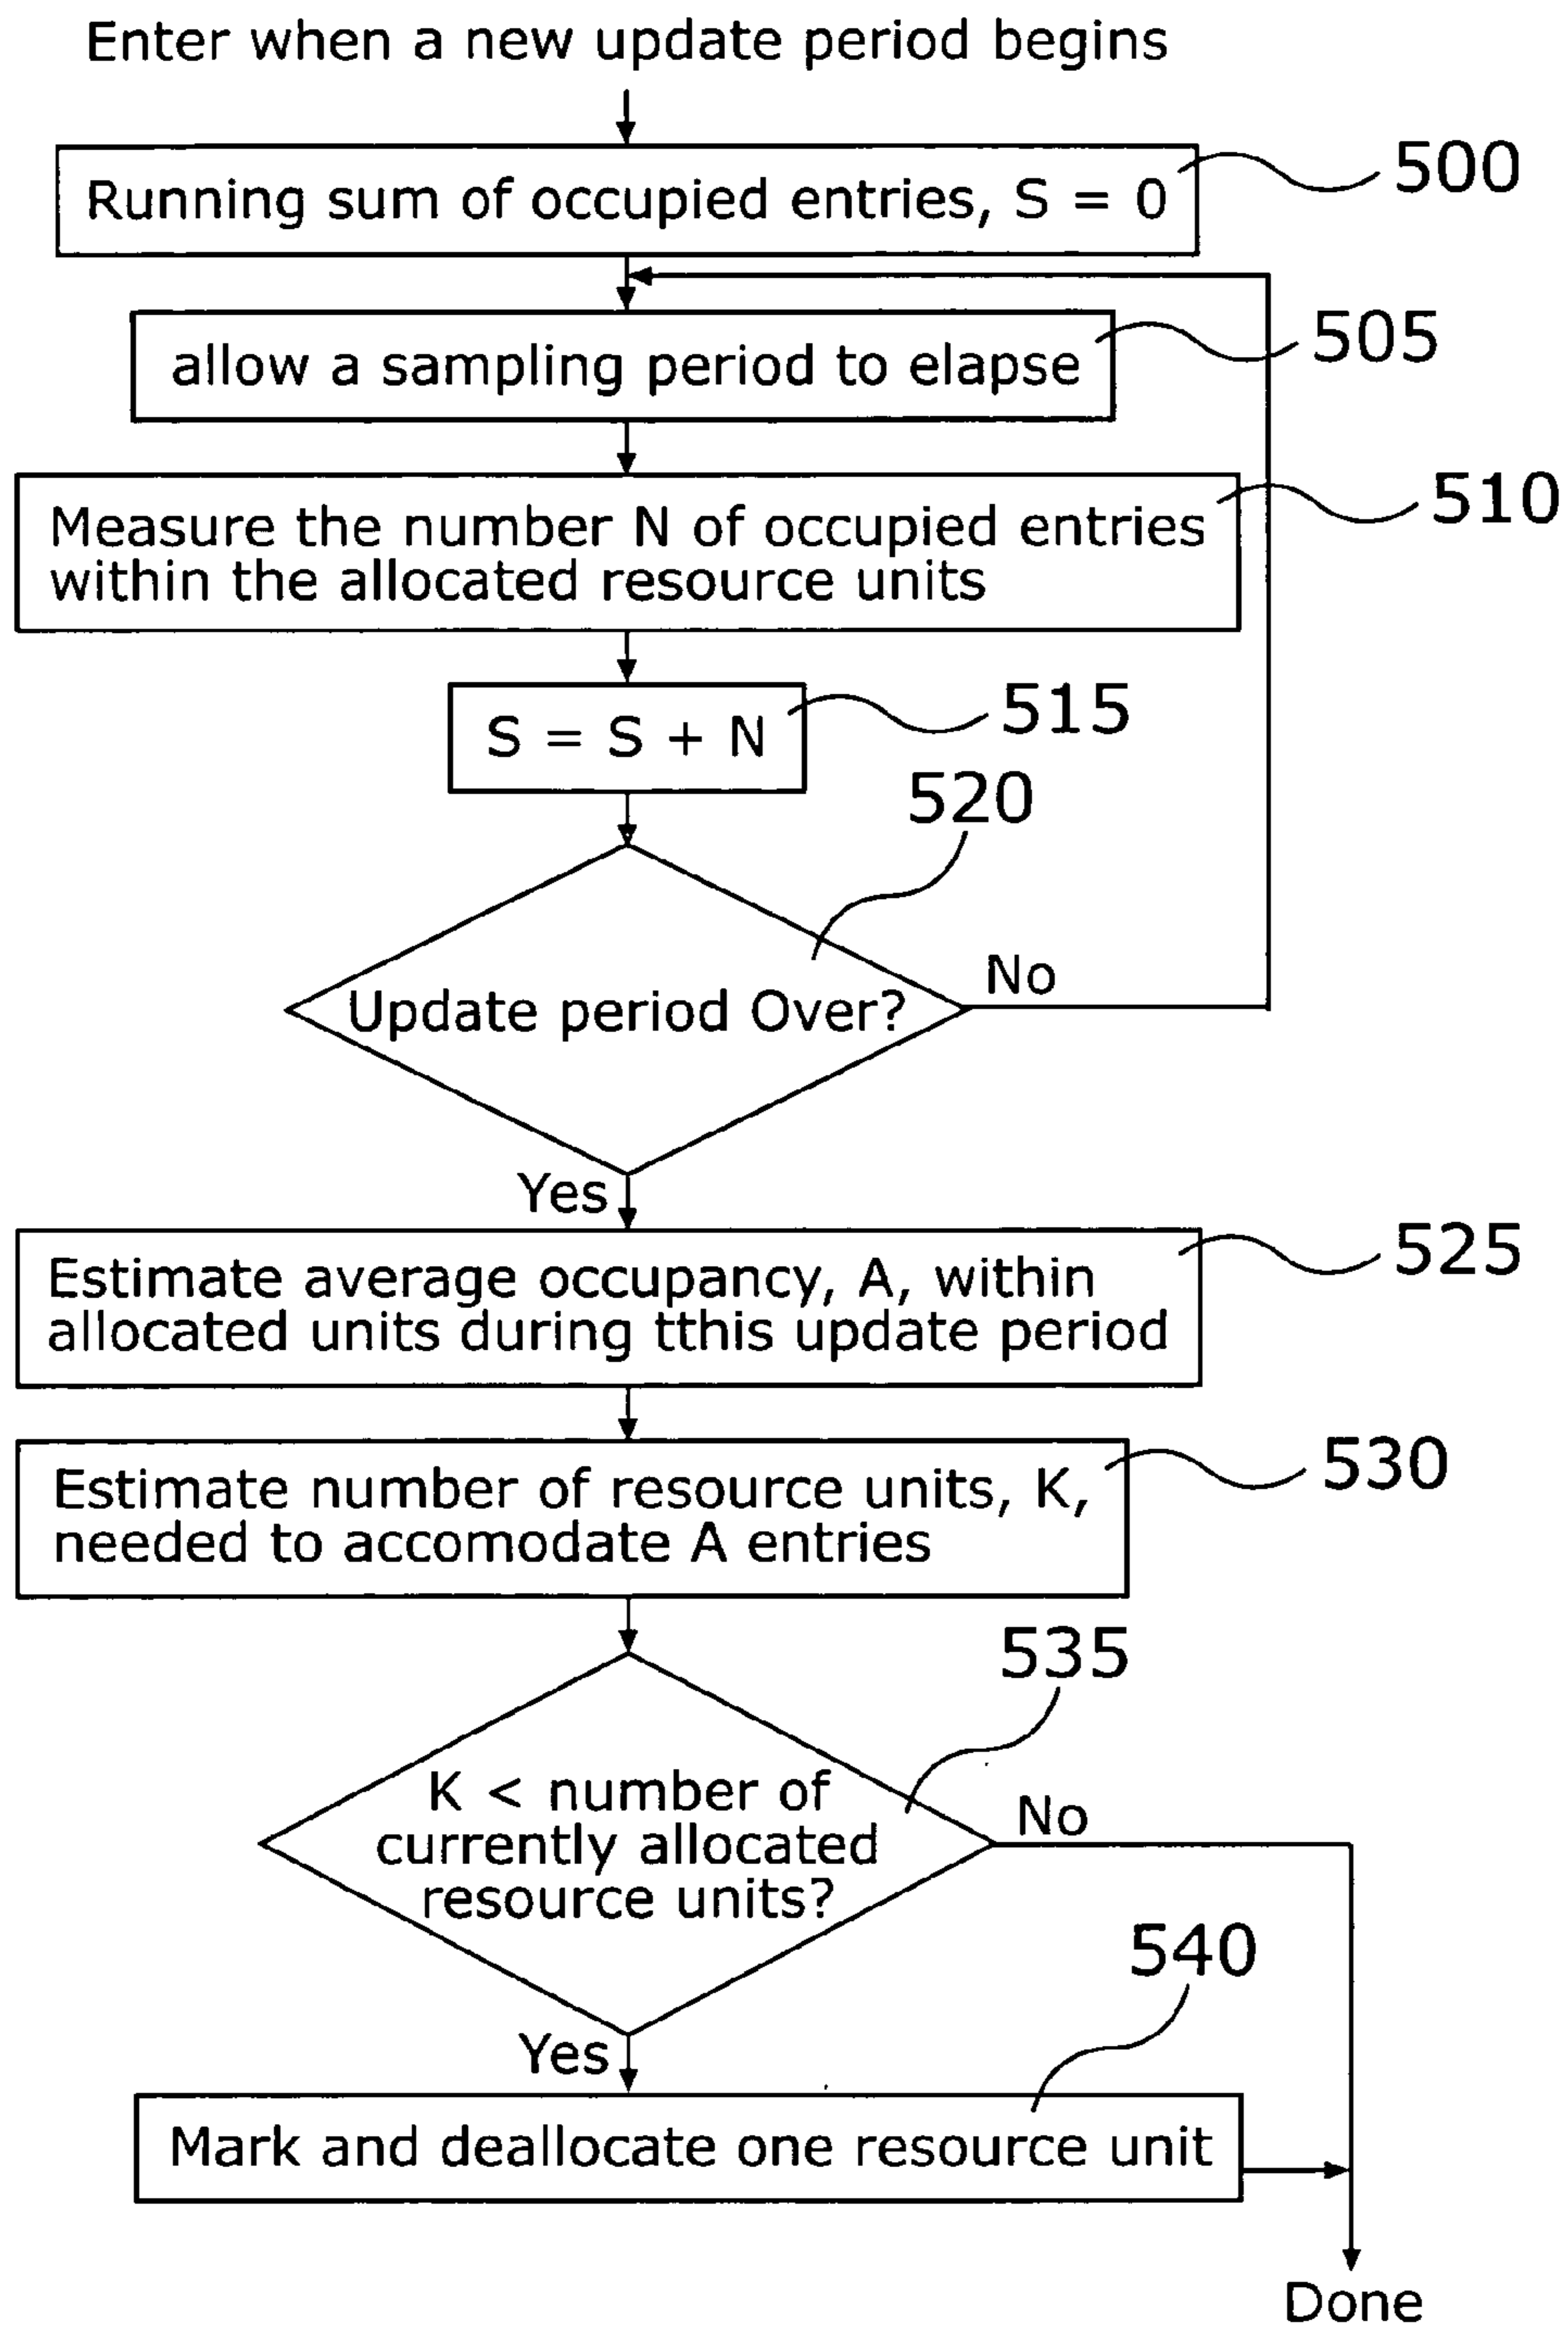 Enter when a new update period begins
500
Running sum of occupied entries, S = 0
505
allow a sampling period to elapse
510
Measure the number N of occupied entries
within the allocated resource units
515
S = S + N
520
No
Update period Over?
Yes
525
Estimate average occupancy, A, within
allocated units during tthis update period
530
Estimate number of resource units, K,
needed to accomodate A entries
535
K < number of
currently allocated
resource units?
No
540
Yes
Mark and deallocate one resource unit
Done